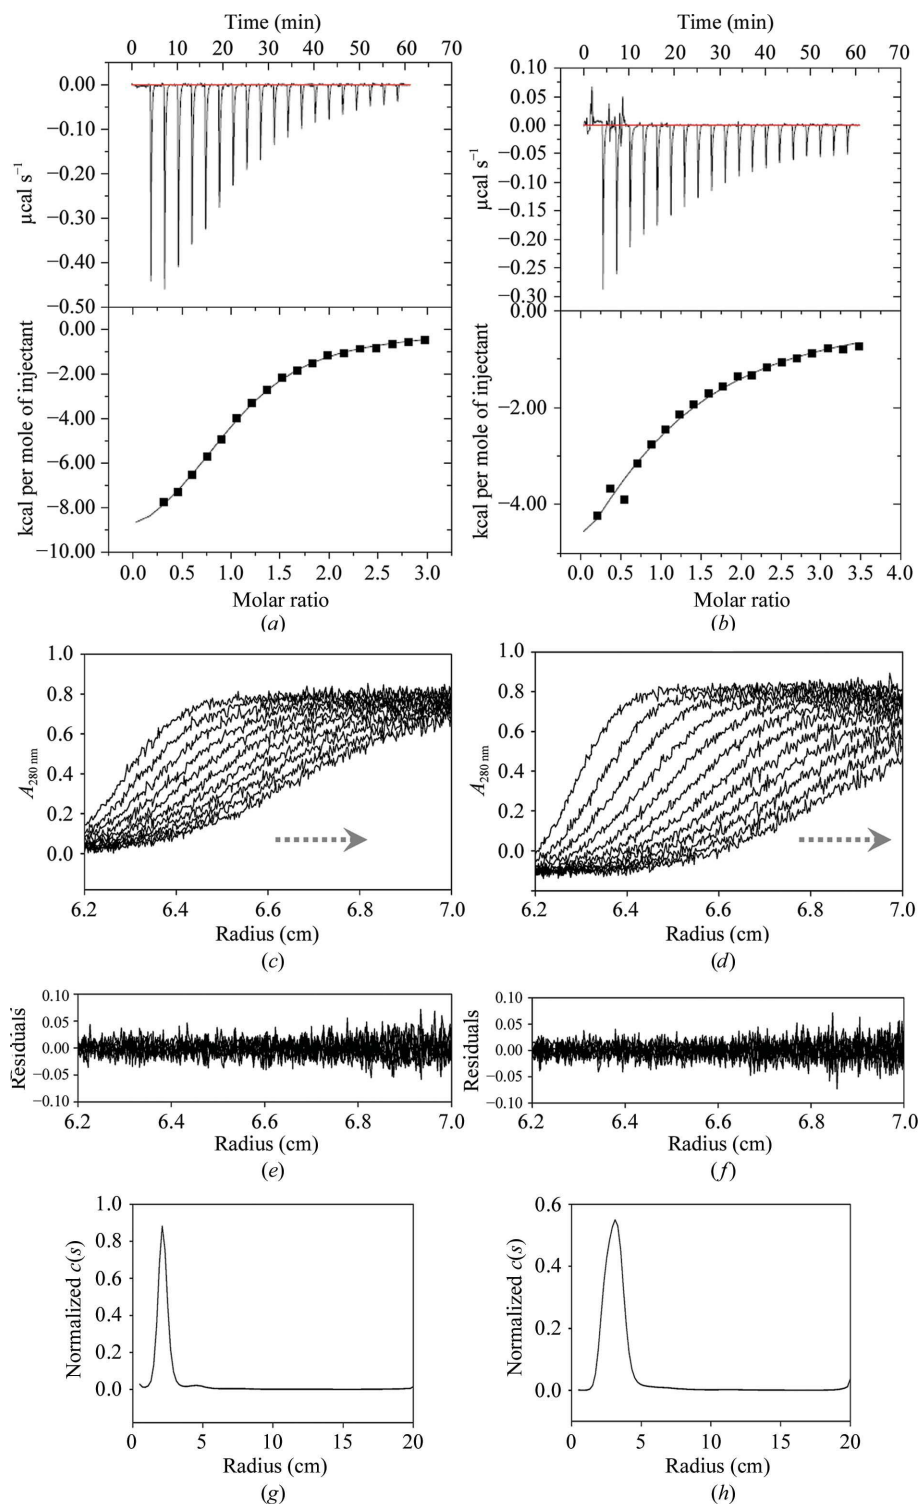 Time (min)
0 10 20 30 40 50 60 70
0.00
−0.10
−0.20
−0.30
−0.40
−0.50
µcal s⁻¹
0.00
−2.00
−4.00
−6.00
−8.00
−10.00
kcal per mole of injectant
0.0 0.5 1.0 1.5 2.0 2.5 3.0
Molar ratio
(a)
Time (min)
0 10 20 30 40 50 60 70
0.10
0.05
0.00
−0.05
−0.10
−0.15
−0.20
−0.25
−0.30
µcal s⁻¹
0.00
−2.00
−4.00
kcal per mole of injectant
0.0 0.5 1.0 1.5 2.0 2.5 3.0 3.5 4.0
Molar ratio
(b)
1.0
0.8
0.6
0.4
0.2
0.0
A280 nm
6.2 6.4 6.6 6.8 7.0
Radius (cm)
(c)
1.0
0.8
0.6
0.4
0.2
0.0
A280 nm
6.2 6.4 6.6 6.8 7.0
Radius (cm)
(d)
0.10
0.05
0.00
−0.05
−0.10
Residuals
6.2 6.4 6.6 6.8 7.0
Radius (cm)
(e)
0.10
0.05
0.00
−0.05
−0.10
Residuals
6.2 6.4 6.6 6.8 7.0
Radius (cm)
(f)
1.0
0.8
0.6
0.4
0.2
0.0
Normalized c(s)
0 5 10 15 20
Radius (cm)
(g)
0.6
0.4
0.2
0.0
Normalized c(s)
0 5 10 15 20
Radius (cm)
(h)